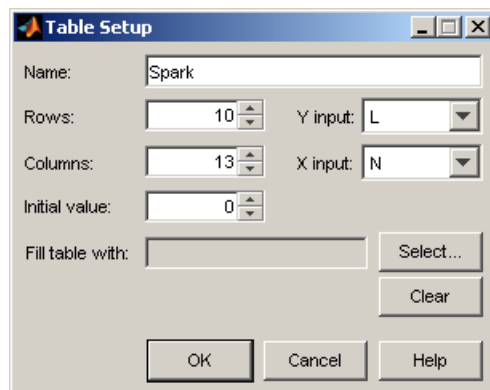 Table Setup
Name: Spark
Rows: 10 Y input: L
Columns: 13 X input: N
Initial value: 0
Fill table with: Select...
Clear
OK Cancel Help